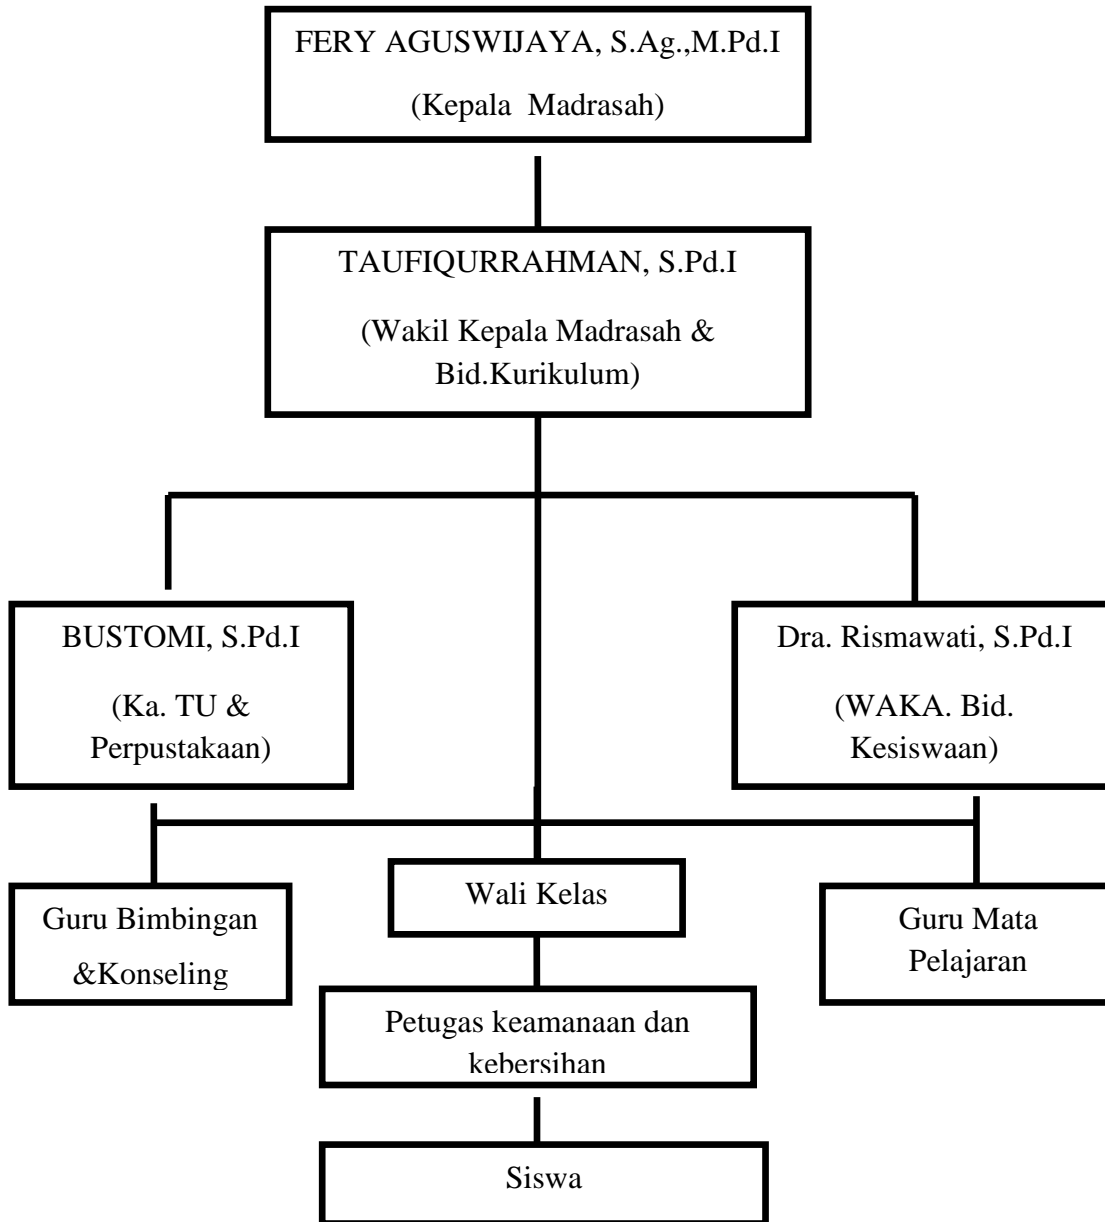 FERY AGUSWIJAYA, S.Ag.,M.Pd.I
(Kepala  Madrasah)
TAUFIQURRAHMAN, S.Pd.I
(Wakil Kepala Madrasah &
Bid.Kurikulum)
BUSTOMI, S.Pd.I
(Ka. TU &
Perpustakaan)
Dra. Rismawati, S.Pd.I
(WAKA. Bid.
Kesiswaan)
Guru Bimbingan
&Konseling
Wali Kelas
Guru Mata
Pelajaran
Petugas keamanaan dan
kebersihan
Siswa